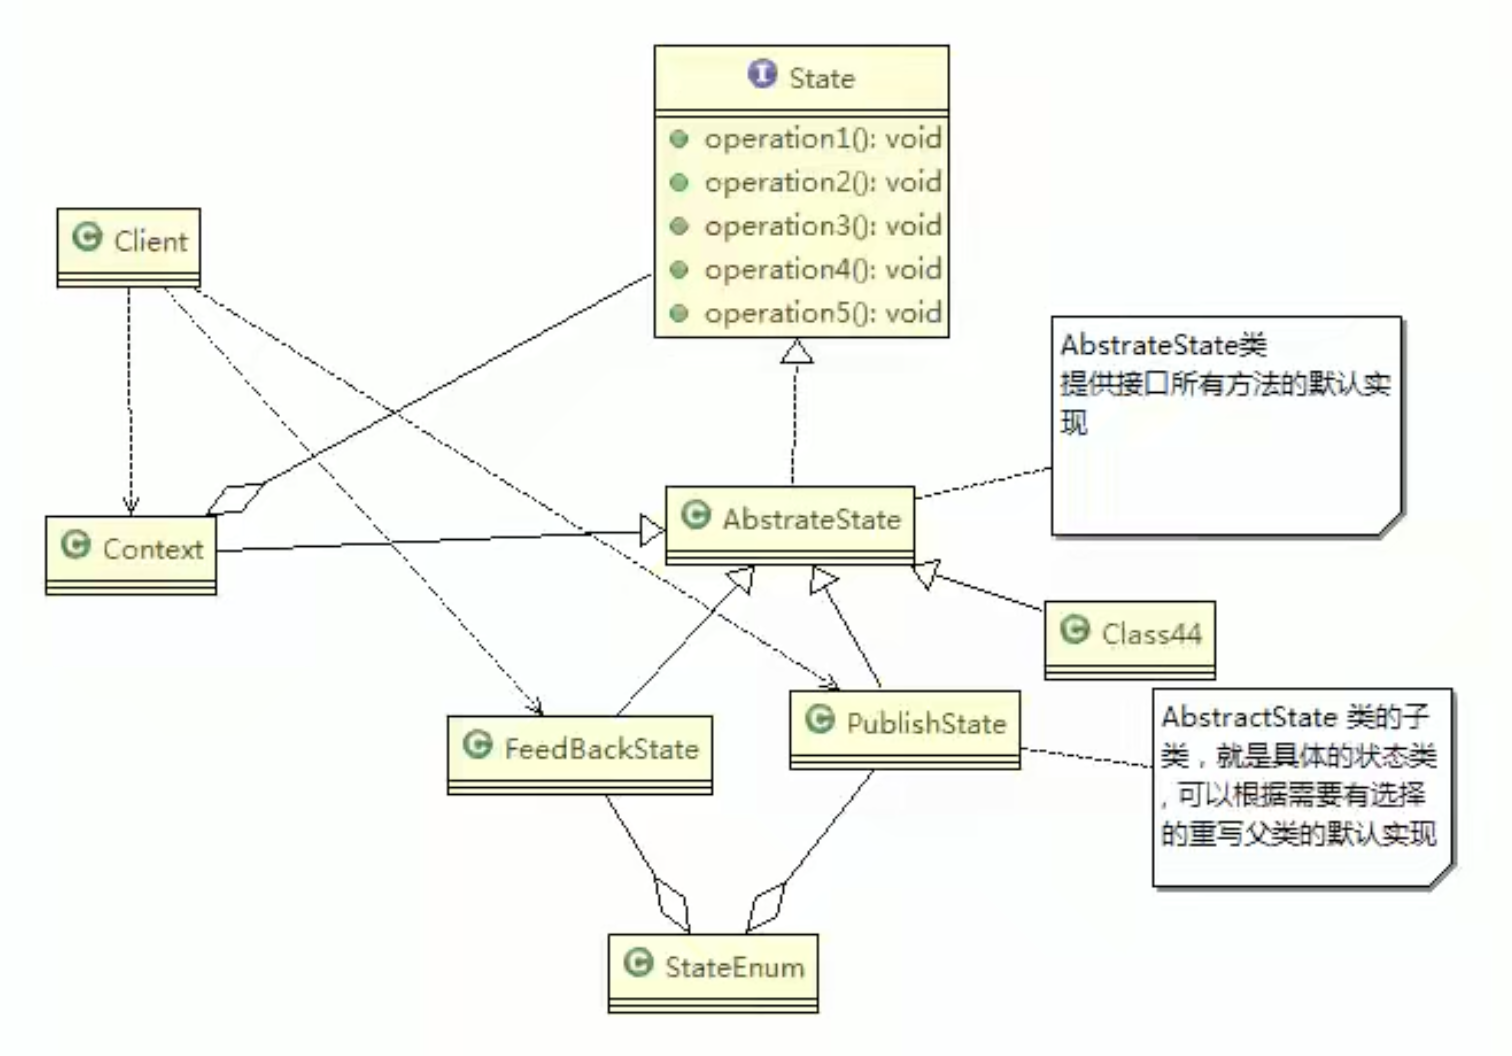 State
operation1(): void
operation2(): void
operation3(): void
operation4(): void
operation5(): void
Client
AbstrateState类
提供接口所有方法的默认实
现
AbstrateState
Context
Class44
FeedBackState
PublishState
AbstractState 类的子
类，就是具体的状态类
，可以根据需要有选择
的重写父类的默认实现
StateEnum